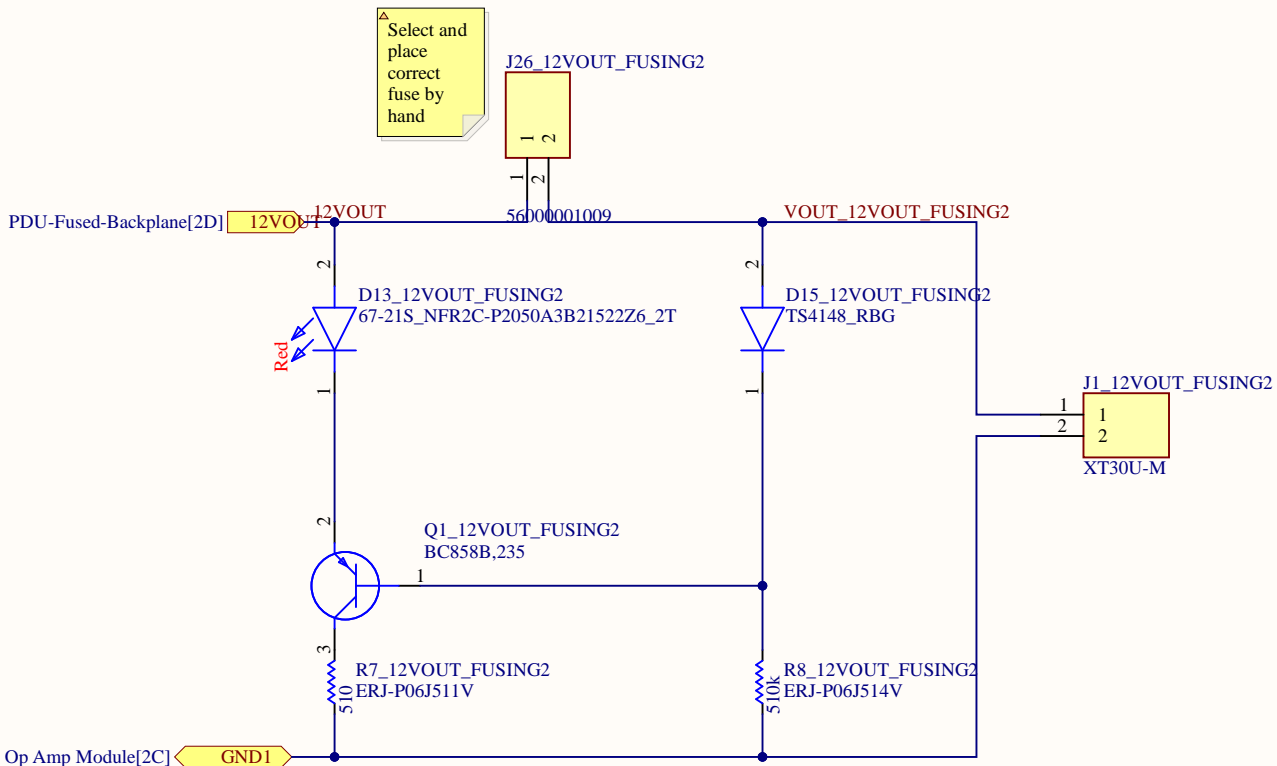 Select and
place
correct
fuse by
hand
J26_12VOUT_FUSING2
1
2
1
2
56000001009
PDU-Fused-Backplane[2D]
12VOUT
12VOUT
VOUT_12VOUT_FUSING2
2
D13_12VOUT_FUSING2
67-21S_NFR2C-P2050A3B21522Z6_2T
Red
1
2
D15_12VOUT_FUSING2
TS4148_RBG
1
J1_12VOUT_FUSING2
1
1
2
2
XT30U-M
2
Q1_12VOUT_FUSING2
BC858B,235
1
3
R7_12VOUT_FUSING2
ERJ-P06J511V
510
R8_12VOUT_FUSING2
ERJ-P06J514V
510k
Op Amp Module[2C]
GND1